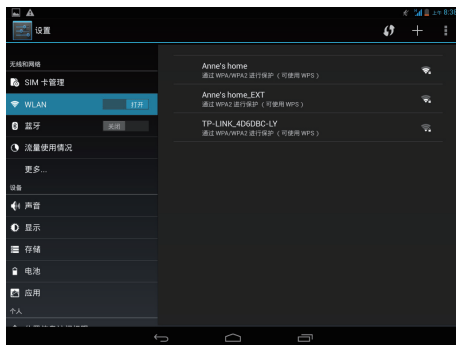 上午 8:36
设置
无线和网络
SIM 卡管理
WLAN
打开
蓝牙
关闭
流量使用情况
更多...
设备
声音
显示
存储
电池
应用
个人
Anne's home
通过 WPA/WPA2 进行保护（可使用 WPS）
Anne's home_EXT
通过 WPA2 进行保护（可使用 WPS）
TP-LINK_4D6DBC-LY
通过 WPA/WPA2 进行保护（可使用 WPS）